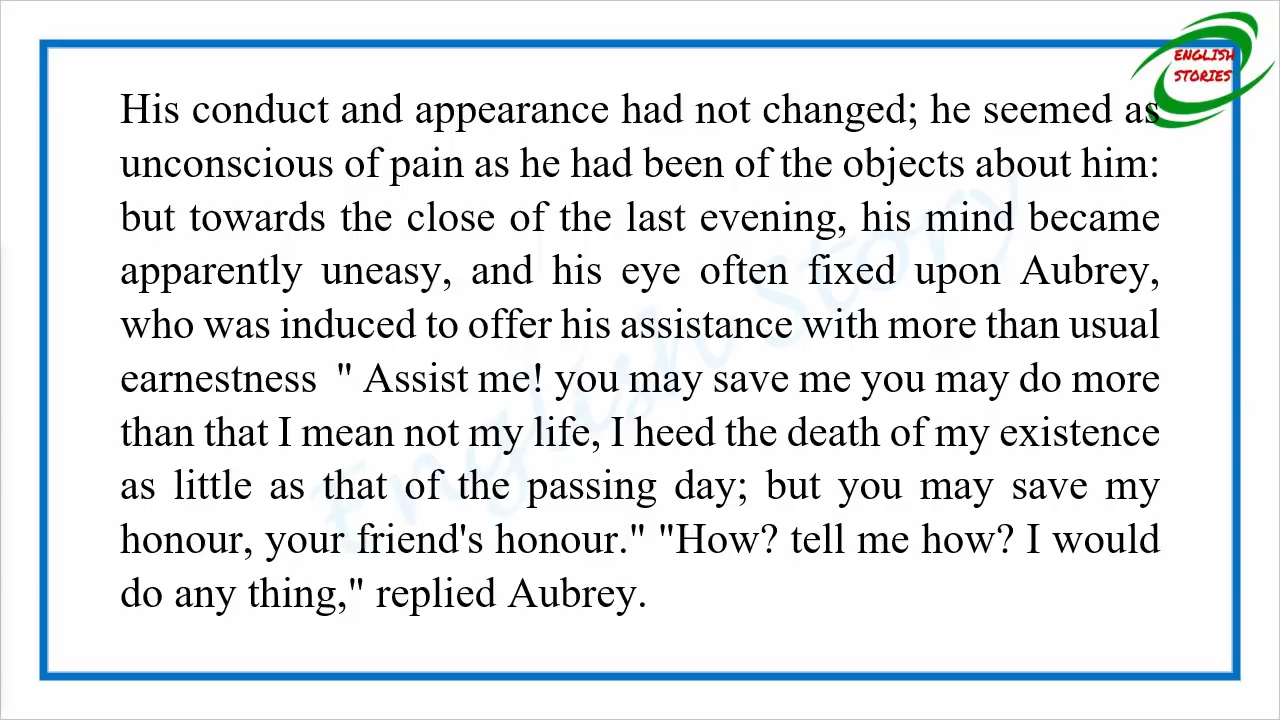 ENGLISH
STORIES
His conduct and appearance had not changed; he seemed as
unconscious of pain as he had been of the objects about him:
but towards the close of the last evening, his mind became
apparently uneasy, and his eye often fixed upon Aubrey,
who was induced to offer his assistance with more than usual
earnestness  " Assist me! you may save me you may do more
than that I mean not my life, I heed the death of my existence
as little as that of the passing day; but you may save my
honour, your friend's honour." "How? tell me how? I would
do any thing," replied Aubrey.
English Story